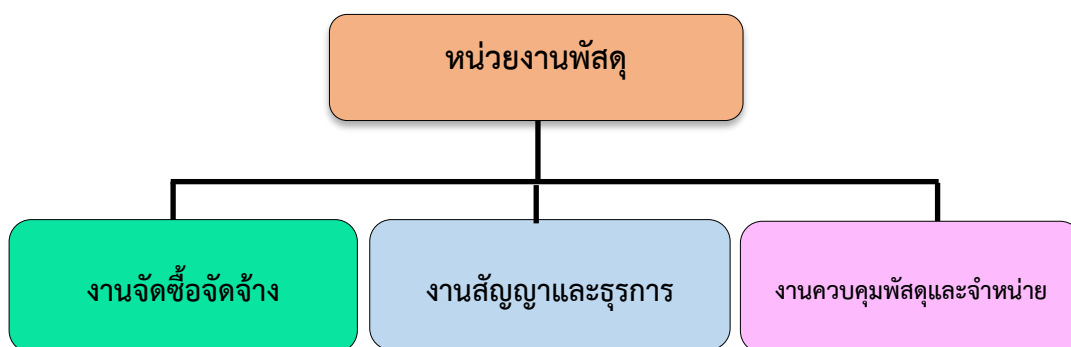 หน่วยงานพัสดุ
งานจัดซื้อจัดจ้าง
งานสัญญาและธุรการ
งานควบคุมพัสดุและจำหน่าย